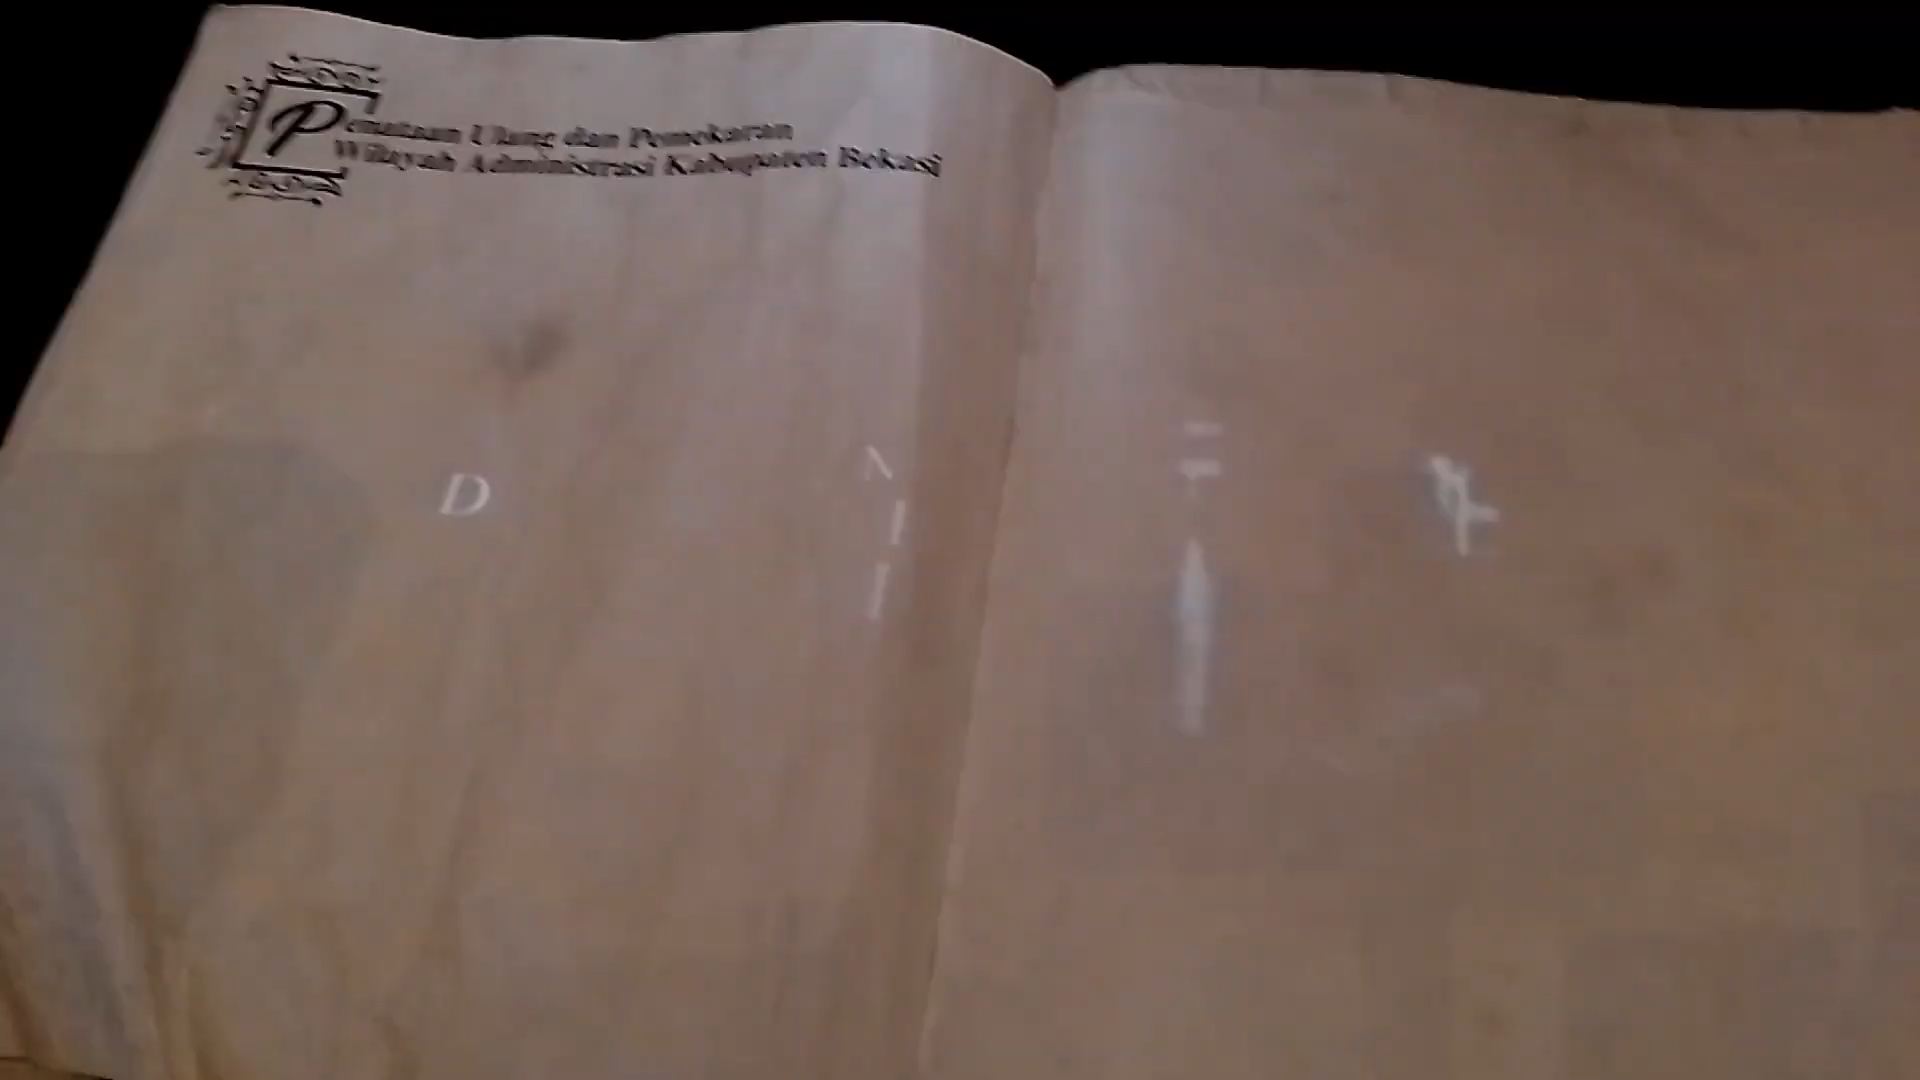 Penataan Ulang dan Pemekaran
Wilayah Administrasi Kabupaten Bekasi
D